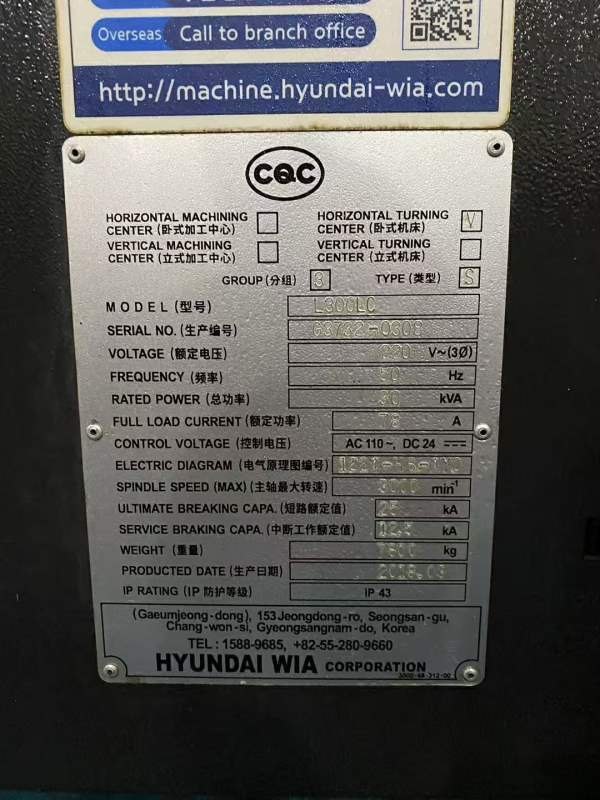 Overseas Call to branch office
http://machine.hyundai-wia.com
CQC
HORIZONTAL MACHINING CENTER (卧式加工中心)
HORIZONTAL TURNING CENTER (卧式机床) V
VERTICAL MACHINING CENTER (立式加工中心)
VERTICAL TURNING CENTER (立式机床)
GROUP (分组) 3 TYPE (类型) S
MODEL (型号) L300LC
SERIAL NO. (生产编号)
VOLTAGE (额定电压) 220 V~(3Ø)
FREQUENCY (频率) 50 Hz
RATED POWER (总功率) 30 kVA
FULL LOAD CURRENT (额定功率) 78 A
CONTROL VOLTAGE (控制电压) AC 110~, DC 24
ELECTRIC DIAGRAM (电气原理图编号)
SPINDLE SPEED (MAX) (主轴最大转速) 3000 min⁻¹
ULTIMATE BREAKING CAPA. (短路额定值) 25 kA
SERVICE BRAKING CAPA. (中断工作额定值) 12.5 kA
WEIGHT (重量) kg
PRODUCTED DATE (生产日期) 2018.03
IP RATING (IP 防护等级) IP 43
(Gaeumjeong-dong), 153 Jeongdong-ro, Seongsan-gu,
Chang-won-si, Gyeongsangnam-do, Korea
TEL : 1588-9685, +82-55-280-9660
HYUNDAI WIA CORPORATION